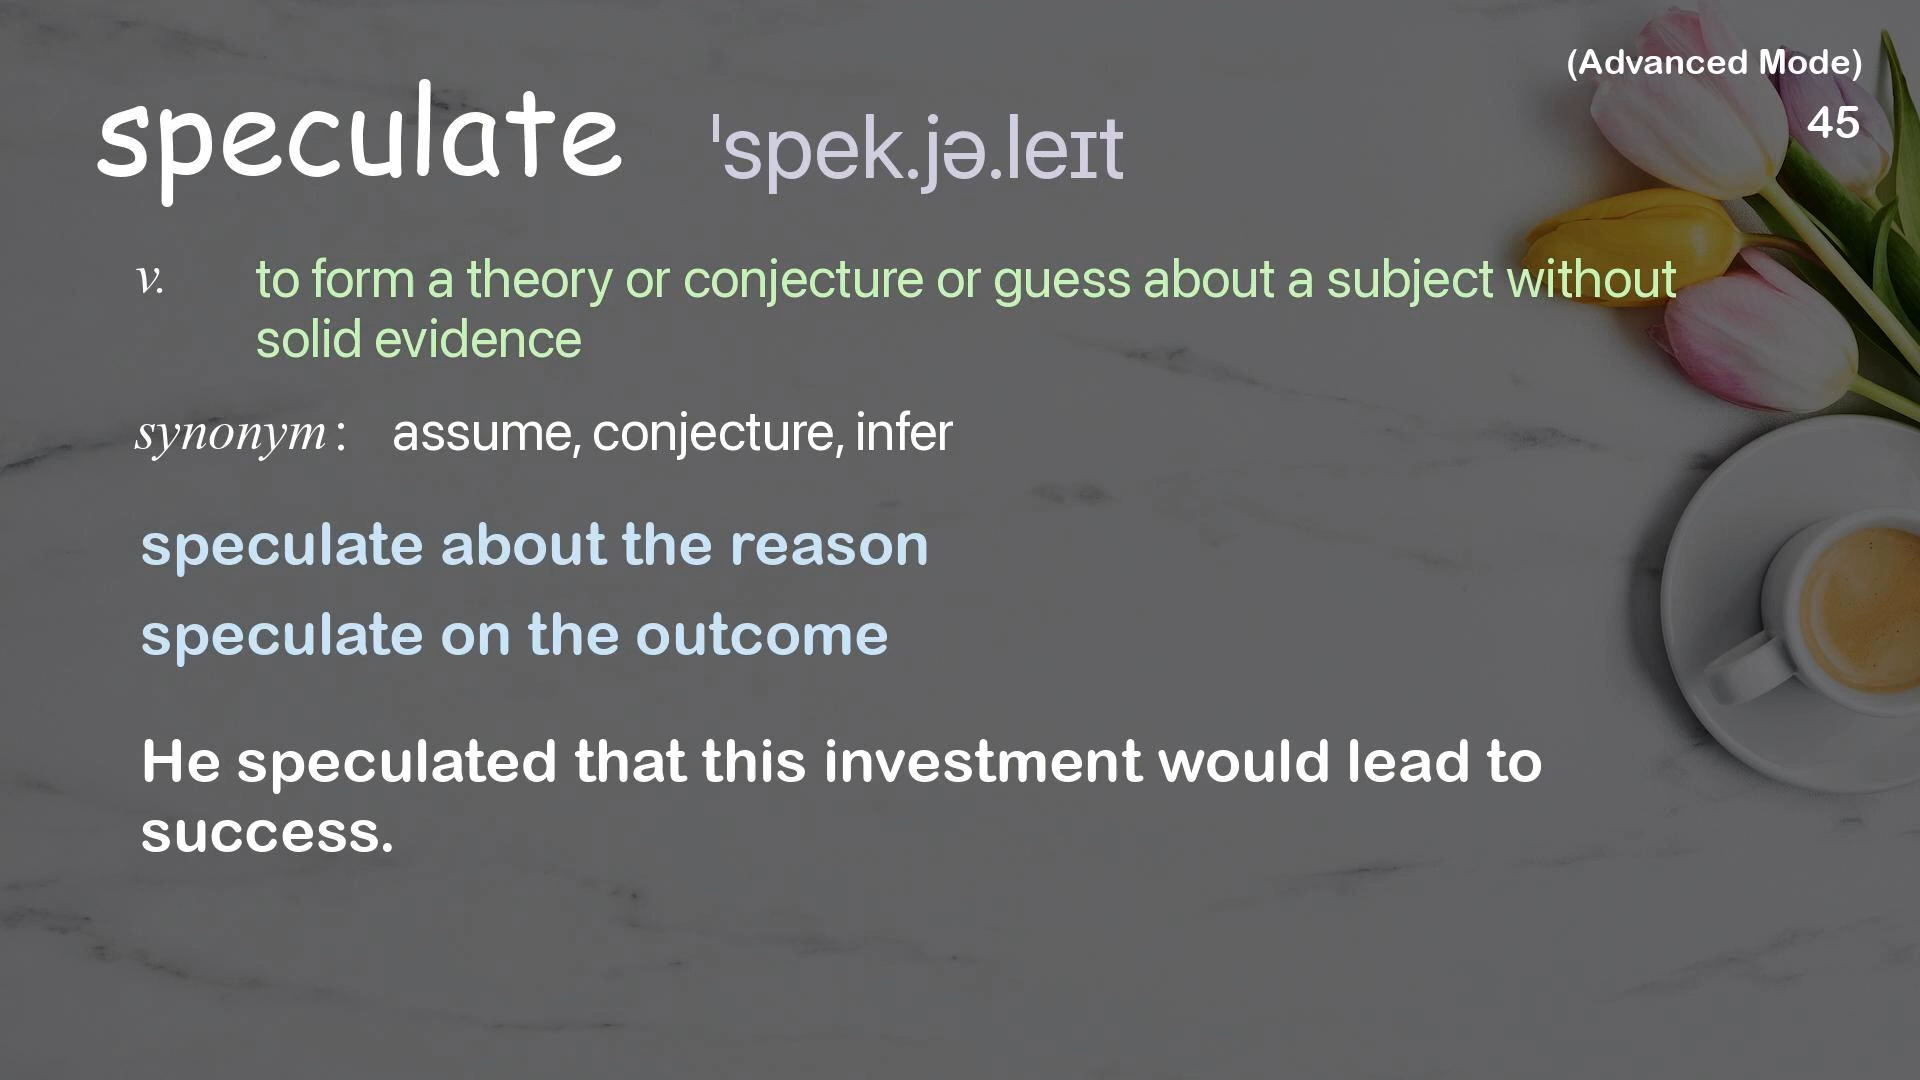 (Advanced Mode)
45
speculate ˈspek.jə.leɪt
v. to form a theory or conjecture or guess about a subject without
solid evidence
synonym: assume, conjecture, infer
speculate about the reason
speculate on the outcome
He speculated that this investment would lead to
success.